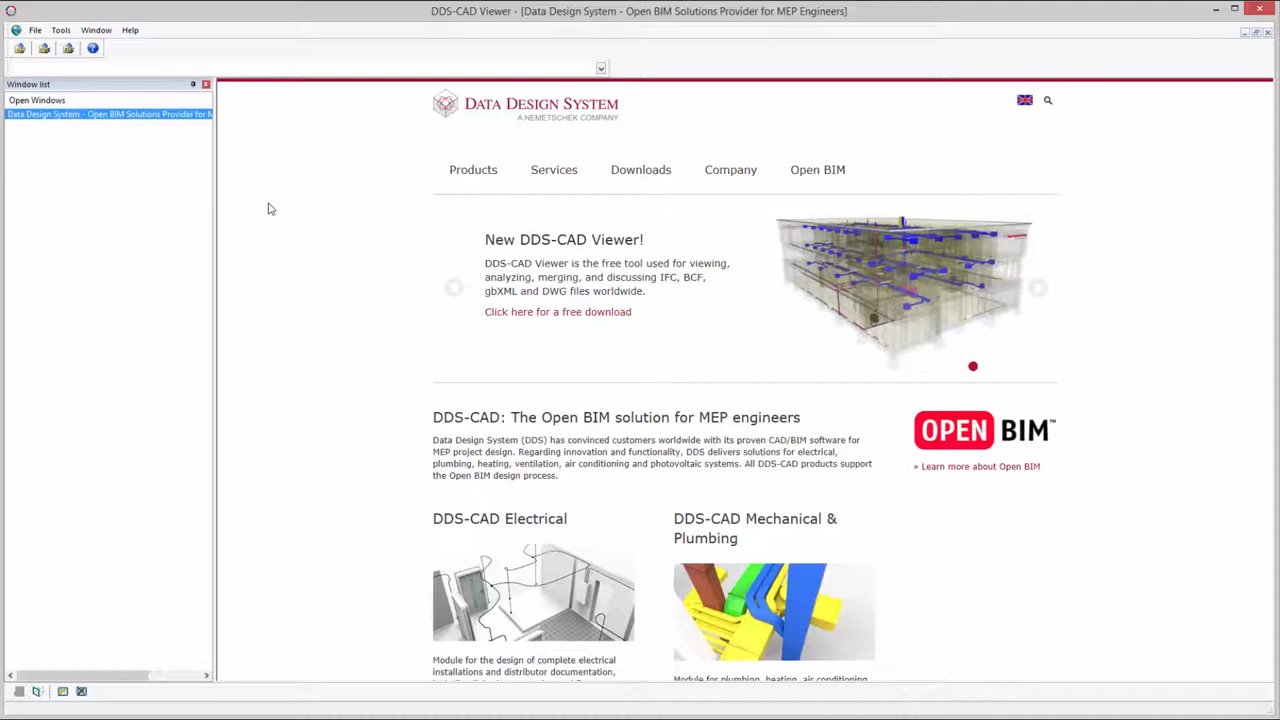 DDS-CAD Viewer - [Data Design System - Open BIM Solutions Provider for MEP Engineers]
File Tools Window Help
Window list
Open Windows
Data Design System - Open BIM Solutions Provider for M
DATA DESIGN SYSTEM
A NEMETSCHEK COMPANY
Products Services Downloads Company Open BIM
New DDS-CAD Viewer!
DDS-CAD Viewer is the free tool used for viewing,
analyzing, merging, and discussing IFC, BCF,
gbXML and DWG files worldwide.
Click here for a free download
DDS-CAD: The Open BIM solution for MEP engineers
Data Design System (DDS) has convinced customers worldwide with its proven CAD/BIM software for
MEP project design. Regarding innovation and functionality, DDS delivers solutions for electrical,
plumbing, heating, ventilation, air conditioning and photovoltaic systems. All DDS-CAD products support
the Open BIM design process.
OPEN BIM™
» Learn more about Open BIM
DDS-CAD Electrical
Module for the design of complete electrical
installations and distributor documentation,
DDS-CAD Mechanical &
Plumbing
Module for plumbing, heating, air conditioning